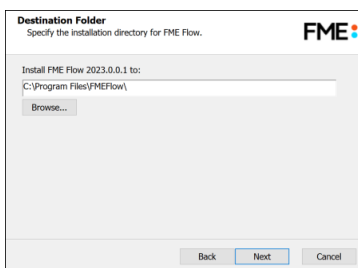 Destination Folder
Specify the installation directory for FME Flow.
FME
Install FME Flow 2023.0.0.1 to:
C:\Program Files\FMEFlow\
Browse...
Back Next Cancel